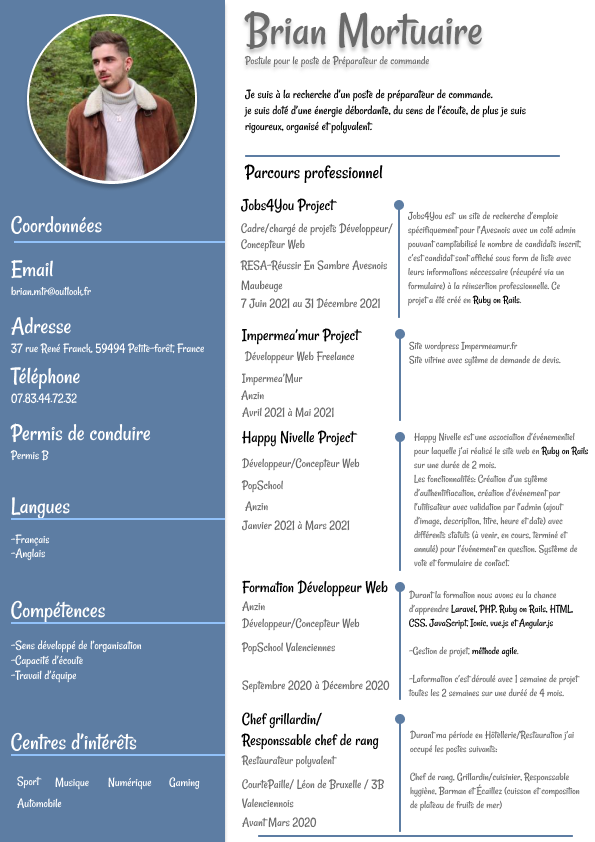 Brian Mortuaire
Postule pour le poste de Préparateur de commande
Je suis à la recherche d'un poste de préparateur de commande.
je suis doté d'une énergie débordante, du sens de l'écoute, de plus je suis
rigoureux, organisé et polyvalent.
Coordonnées
Email
brian.mtr@outlook.fr
Adresse
37 rue René Franck, 59494 Petite-forêt, France
Téléphone
07.83.44.72.32
Permis de conduire
Permis B
Langues
-Français
-Anglais
Compétences
-Sens développé de l'organisation
-Capacité d'écoute
-Travail d'équipe
Centres d'intérêts
Sport Musique Numérique Gaming
Automobile
Parcours professionnel
Jobs4You Project
Cadre/chargé de projets Développeur/
Concepteur Web
RESA-Réussir En Sambre Avesnois
Maubeuge
7 Juin 2021 au 31 Décembre 2021
Jobs4You est un site de recherche d'emploie
spécifiquement pour l'Avesnois avec un coté admin
pouvant comptabilisé le nombre de candidats inscrit,
c'est candidat sont affiché sous form de liste avec
leurs informations néccessaire (récupéré via un
formulaire) à la réinsertion professionelle. Ce
projet a été créé en Ruby on Rails.
Impermea'mur Project
Développeur Web Freelance
Impermea'Mur
Anzin
Avril 2021 à Mai 2021
Site wordpress Impermeamur.fr
Site vitrine avec sytème de demande de devis.
Happy Nivelle Project
Développeur/Concepteur Web
PopSchool
Anzin
Janvier 2021 à Mars 2021
Happy Nivelle est une association d'événementiel
pour laquelle j'ai réalisé le site web en Ruby on Rails
sur une durée de 2 mois.
Les fonctionnalités: Création d'un sytème
d'authentifiacation, création d'événement par
l'utilisateur avec validation par l'admin (ajout
d'image, description, titre, heure et date) avec
différents statuts (à venir, en cours, terminé et
annulé) pour l'événement en question. Système de
vote et formulaire de contact.
Formation Développeur Web
Anzin
Développeur/Concepteur Web
PopSchool Valenciennes
Septembre 2020 à Décembre 2020
Durant la formation nous avons eu la chance
d'apprendre Laravel, PHP, Ruby on Rails, HTML,
CSS, JavaScript, Ionic, vue.js et Angular.js
-Gestion de projet, méthode agile.
-Laformation c'est déroulé avec 1 semaine de projet
toutes les 2 semaines sur une duréé de 4 mois.
Chef grillardin/
Responssable chef de rang
Restaurateur polyvalent
CourtePaille/ Léon de Bruxelle / 3B
Valenciennois
Avant Mars 2020
Durant ma période en Hôtellerie/Restauration j'ai
occupé les postes suivants:
Chef de rang, Grillardin/cuisinier, Responssable
hygiène, Barman et Écaillez (cuisson et composition
de plateau de fruits de mer)